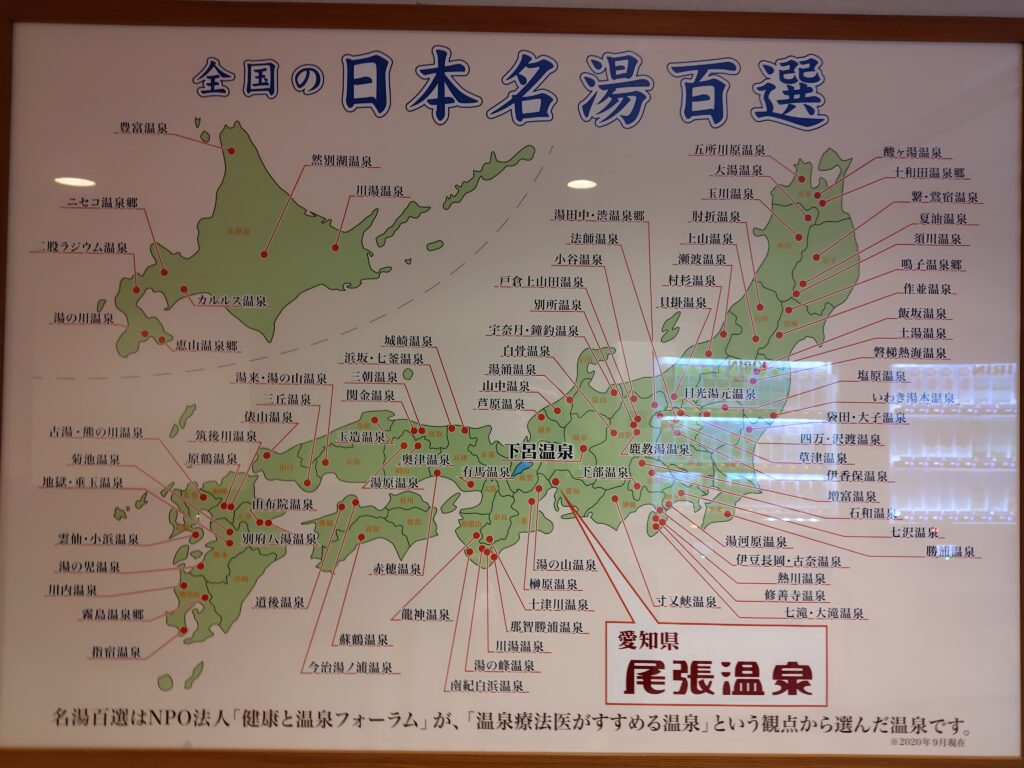 全国の日本名湯百選
豊富温泉
然別湖温泉
川湯温泉
ニセコ温泉郷
二股ラジウム温泉
カルルス温泉
湯の川温泉
恵山温泉郷
北海道
五所川原温泉
大湯温泉
玉川温泉
肘折温泉
上山温泉
瀬波温泉
村杉温泉
貝掛温泉
酸ヶ湯温泉
十和田温泉郷
繋・鶯宿温泉
夏油温泉
須川温泉
鳴子温泉郷
作並温泉
飯坂温泉
土湯温泉
磐梯熱海温泉
塩原温泉
いわき湯本温泉
袋田・大子温泉
四万・沢渡温泉
草津温泉
伊香保温泉
増富温泉
石和温泉
七沢温泉
勝浦温泉
日光湯元温泉
湯田中・渋温泉郷
法師温泉
小谷温泉
戸倉上山田温泉
別所温泉
宇奈月・鐘釣温泉
白骨温泉
湯涌温泉
山中温泉
芦原温泉
鹿教湯温泉
下呂温泉
下部温泉
城崎温泉
浜坂・七釜温泉
三朝温泉
関金温泉
玉造温泉
奥津温泉
湯原温泉
有馬温泉
湯来・湯の山温泉
三丘温泉
俵山温泉
筑後川温泉
原鶴温泉
古湯・熊の川温泉
菊池温泉
地獄・垂玉温泉
由布院温泉
別府八湯温泉
雲仙・小浜温泉
湯の児温泉
川内温泉
霧島温泉郷
指宿温泉
道後温泉
赤穂温泉
蘇鶴温泉
今治湯ノ浦温泉
龍神温泉
湯の山温泉
榊原温泉
十津川温泉
那智勝浦温泉
川湯温泉
湯の峰温泉
南紀白浜温泉
湯河原温泉
伊豆長岡・古奈温泉
熱川温泉
修善寺温泉
七滝・大滝温泉
寸又峡温泉
愛知県
尾張温泉
名湯百選はNPO法人「健康と温泉フォーラム」が、「温泉療法医がすすめる温泉」という観点から選んだ温泉です。
※2020年9月現在